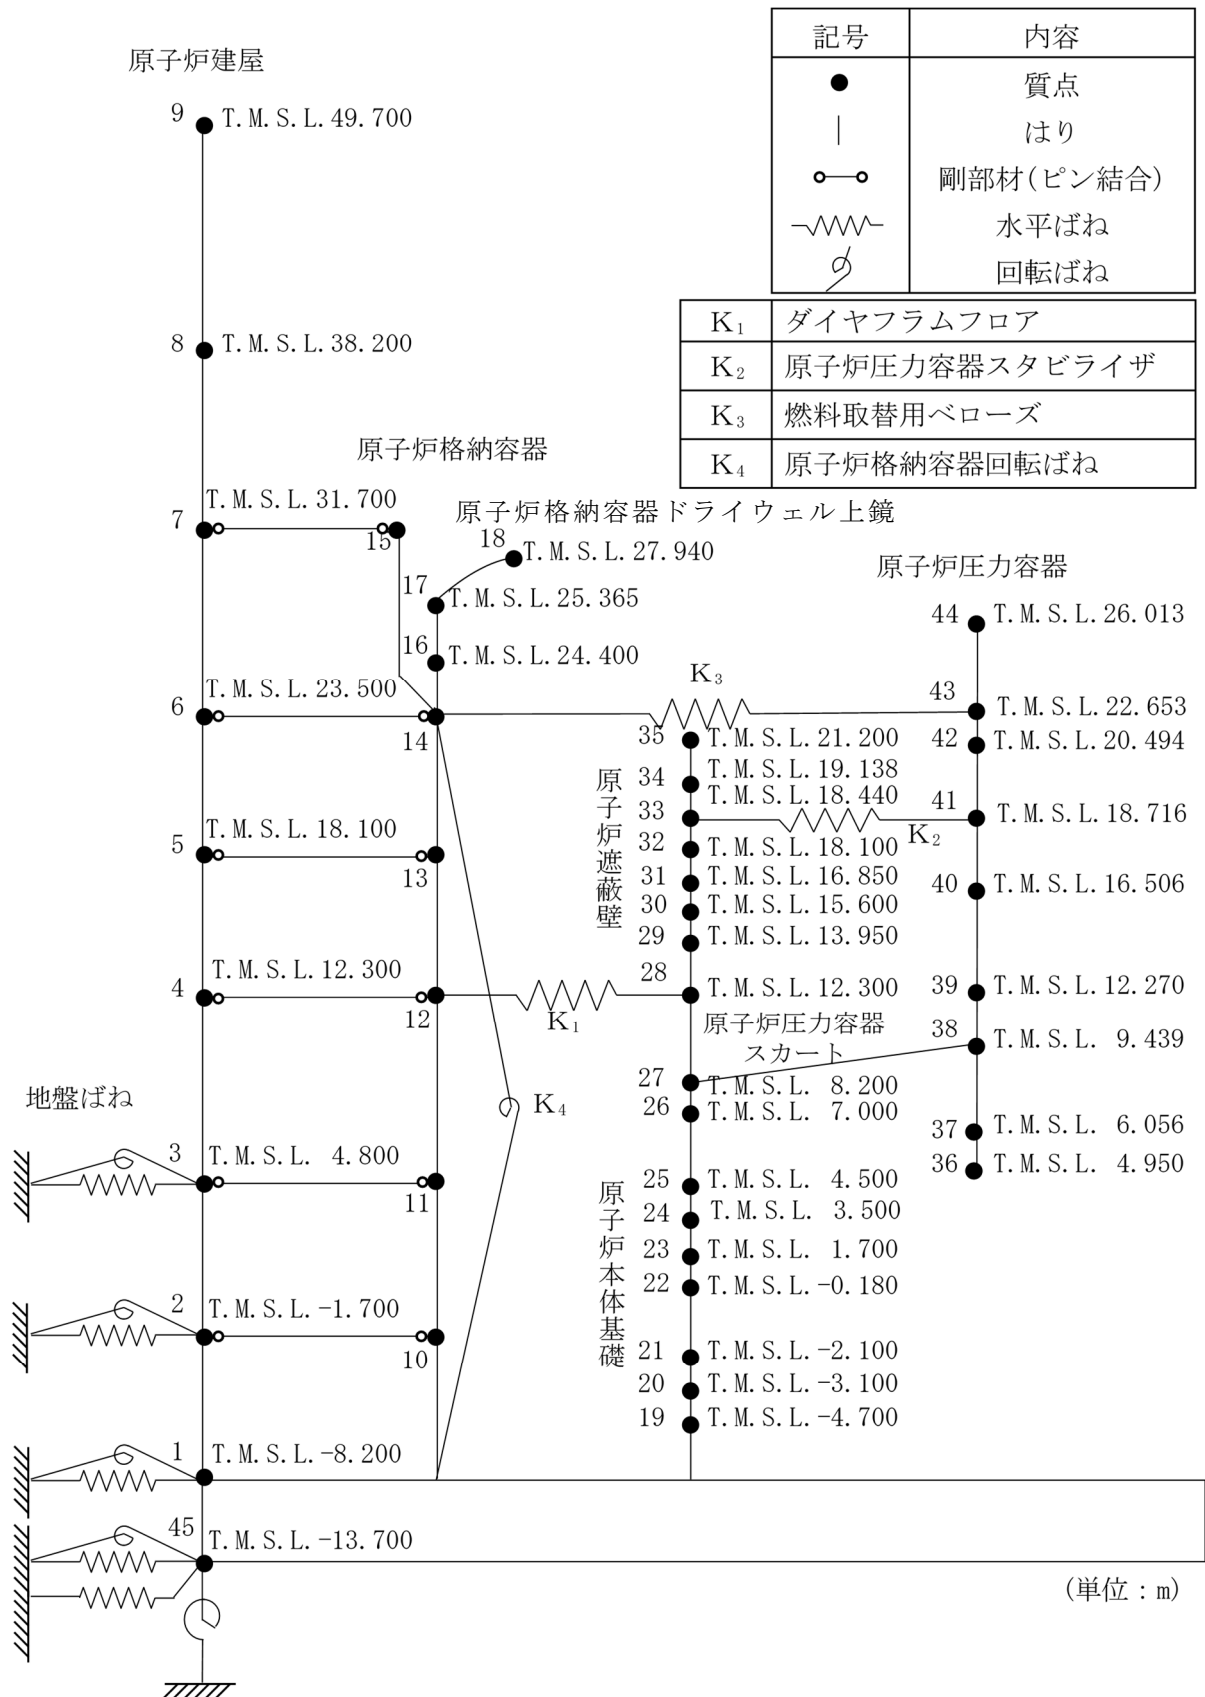 記号 内容
質点
はり
剛部材(ピン結合)
水平ばね
回転ばね
K₁ ダイヤフラムフロア
K₂ 原子炉圧力容器スタビライザ
K₃ 燃料取替用ベローズ
K₄ 原子炉格納容器回転ばね
原子炉建屋
9 T.M.S.L.49.700
8 T.M.S.L.38.200
7 T.M.S.L.31.700
6 T.M.S.L.23.500
5 T.M.S.L.18.100
4 T.M.S.L.12.300
地盤ばね
3 T.M.S.L. 4.800
2 T.M.S.L.-1.700
1 T.M.S.L.-8.200
45 T.M.S.L.-13.700
原子炉格納容器
15
原子炉格納容器ドライウェル上鏡
18 T.M.S.L.27.940
17 T.M.S.L.25.365
16 T.M.S.L.24.400
14
13
12
11
10
K₃
K₂
K₁
K₄
原子炉遮蔽壁
35 T.M.S.L.21.200
34 T.M.S.L.19.138
33 T.M.S.L.18.440
32 T.M.S.L.18.100
31 T.M.S.L.16.850
30 T.M.S.L.15.600
29 T.M.S.L.13.950
28 T.M.S.L.12.300
原子炉圧力容器
スカート
27 T.M.S.L. 8.200
26 T.M.S.L. 7.000
原子炉本体基礎
25 T.M.S.L. 4.500
24 T.M.S.L. 3.500
23 T.M.S.L. 1.700
22 T.M.S.L.-0.180
21 T.M.S.L.-2.100
20 T.M.S.L.-3.100
19 T.M.S.L.-4.700
原子炉圧力容器
44 T.M.S.L.26.013
43 T.M.S.L.22.653
42 T.M.S.L.20.494
41 T.M.S.L.18.716
40 T.M.S.L.16.506
39 T.M.S.L.12.270
38 T.M.S.L. 9.439
37 T.M.S.L. 6.056
36 T.M.S.L. 4.950
(単位：m)